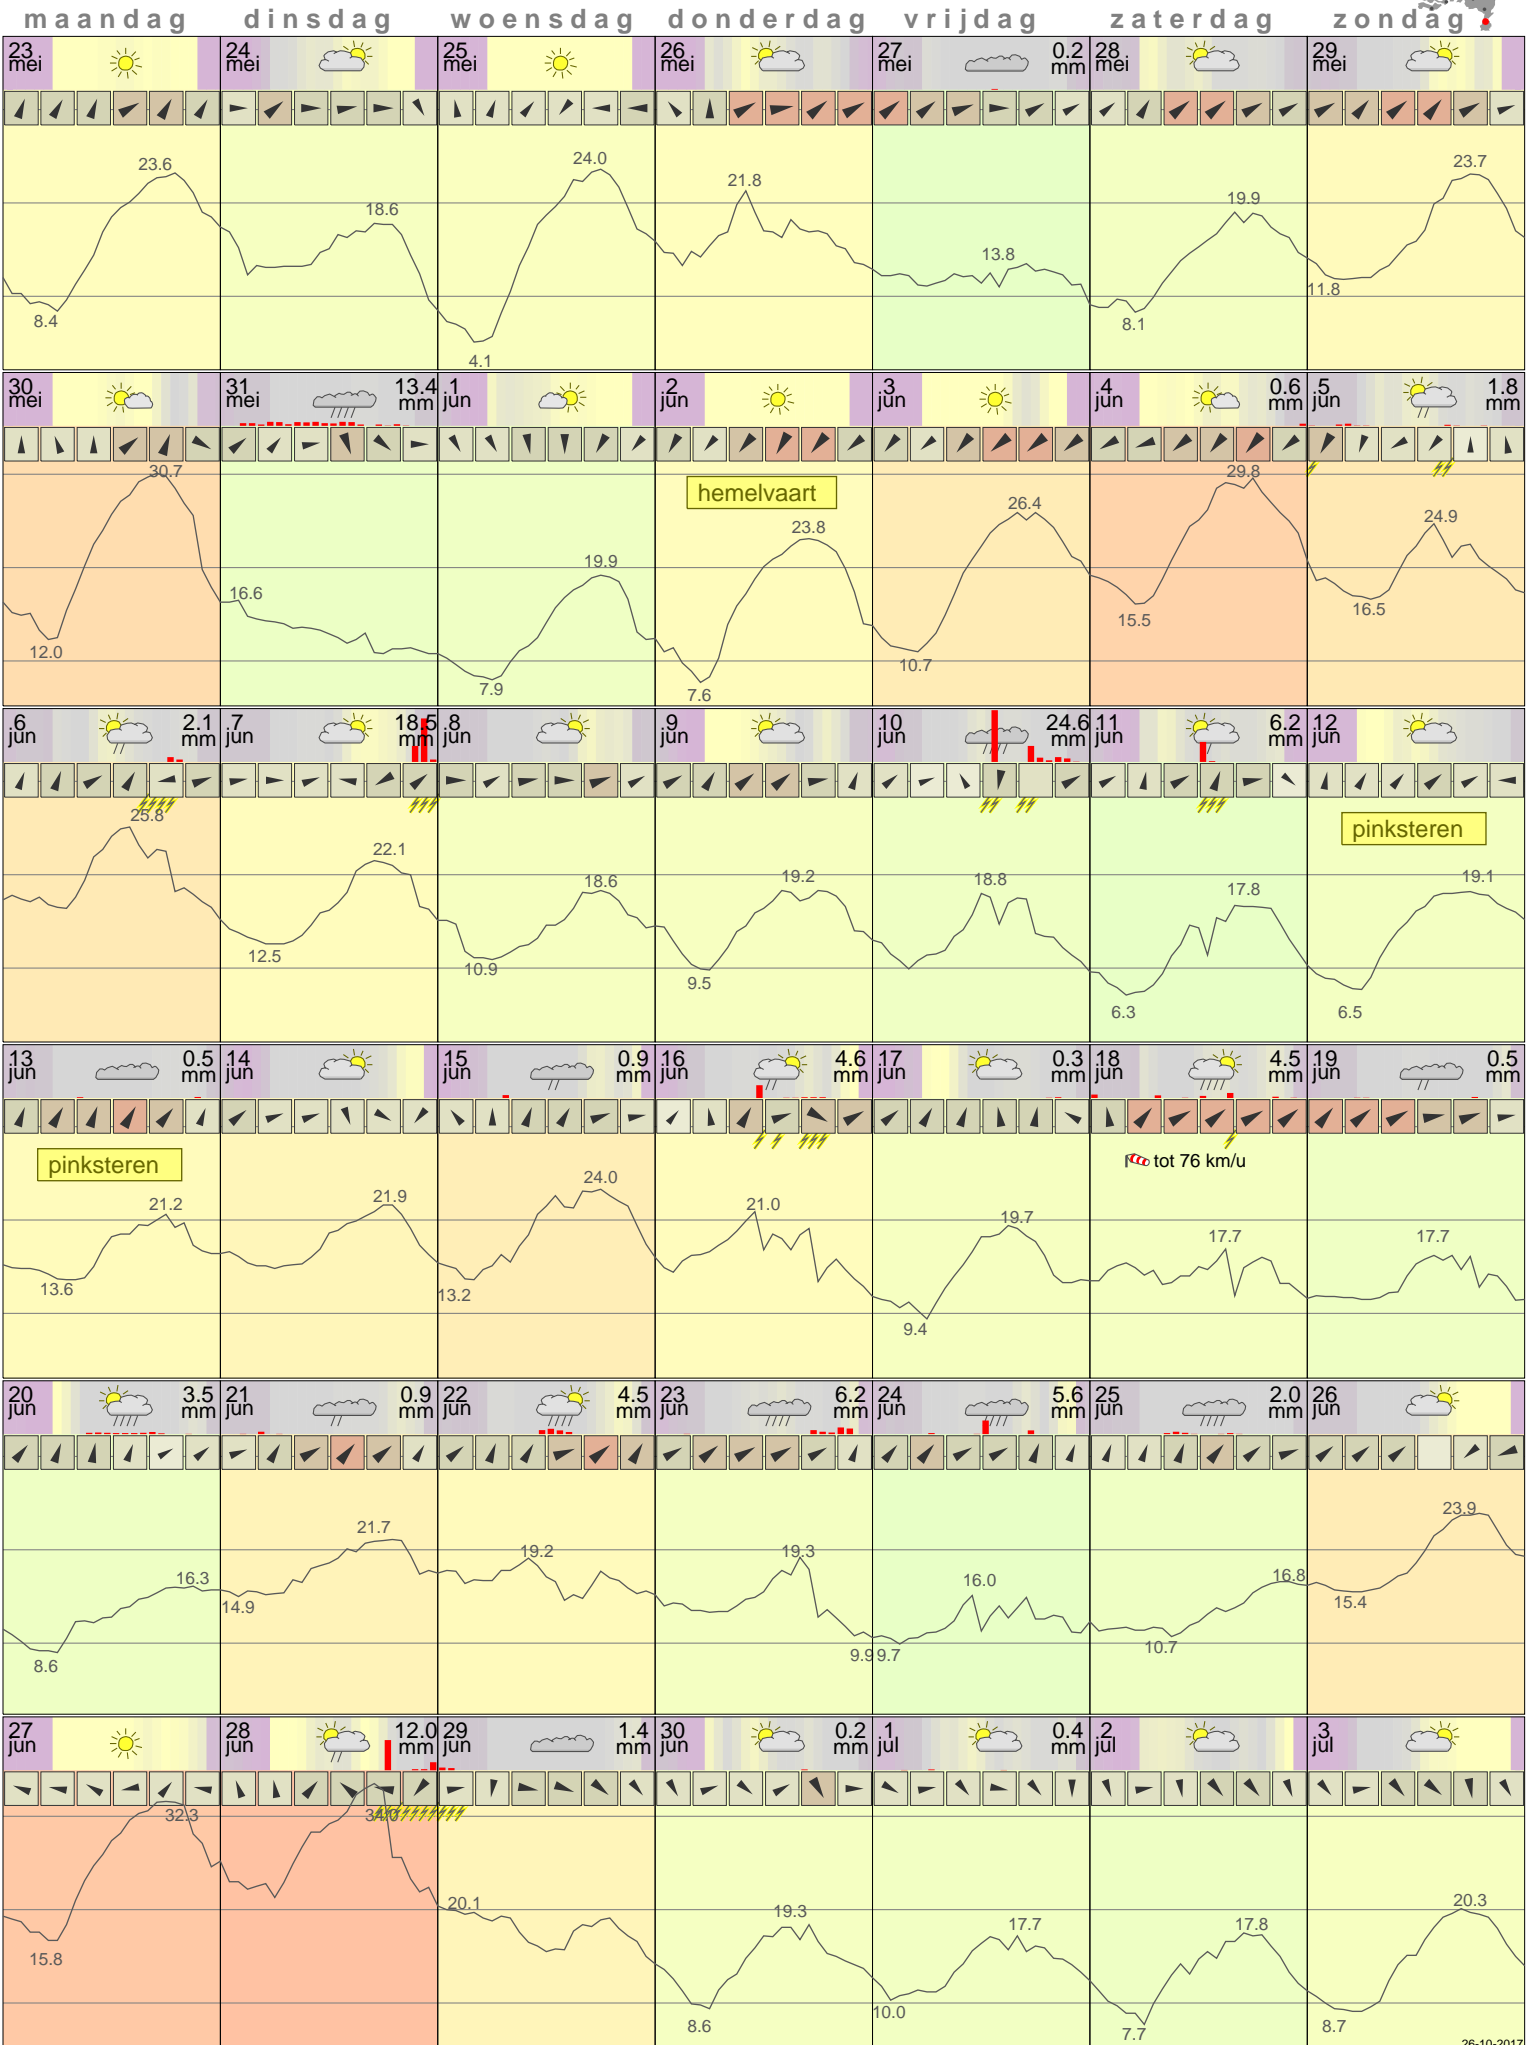 maandag dinsdag woensdag donderdag vrijdag zaterdag zondag
23 24 25 26 27 0.2 28 29
mei mei mei mei mei mm mei mei
23.6 18.6 24.0 21.8 13.8 19.9 23.7
8.4 4.1 8.1 11.8
30 31 13.4 1 2 3 4 0.6 5 1.8
mei mei mm jun jun jun jun mm jun mm
30.7 29.8
hemelvaart
23.8 26.4 24.9
16.6 19.9
12.0 7.9 7.6 10.7 15.5 16.5
6 2.1 7 18.5 8 9 10 24.6 11 6.2 12
jun mm jun mm jun jun jun mm jun mm jun
25.8
pinksteren
22.1 18.6 19.2 18.8 17.8 19.1
12.5 10.9 9.5 6.3 6.5
13 0.5 14 15 0.9 16 4.6 17 0.3 18 4.5 19 0.5
jun mm jun jun mm jun mm jun mm jun mm jun mm
pinksteren tot 76 km/u
21.2 21.9 24.0 21.0 19.7 17.7 17.7
13.6 13.2 9.4
20 3.5 21 0.9 22 4.5 23 6.2 24 5.6 25 2.0 26
jun mm jun mm jun mm jun mm jun mm jun mm jun
21.7 19.2 19.3 23.9
16.3 16.0 16.8
14.9 15.4
8.6 9.9 9.7 10.7
27 28 12.0 29 1.4 30 0.2 1 0.4 2 3
jun jun mm jun mm jun mm jul mm jul jul
32.3 34.0
20.1 19.3 17.7 17.8 20.3
15.8 8.6 10.0 7.7 8.7
26-10-2017